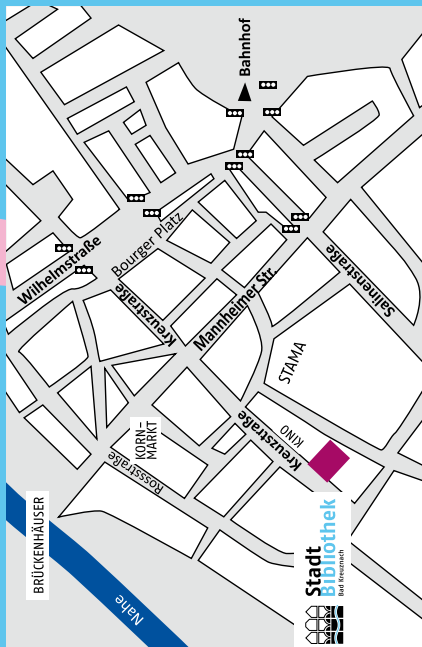 Bahnhof
Wilhelmstraße
Bourger Platz
Kreuzstraße
Mannheimer Str.
Salinenstraße
STAMA
KORN-
MARKT
Rossstraße
Kreuzstraße
KINO
BRÜCKENHÄUSER
Nahe
Stadt
Bibliothek
Bad Kreuznach